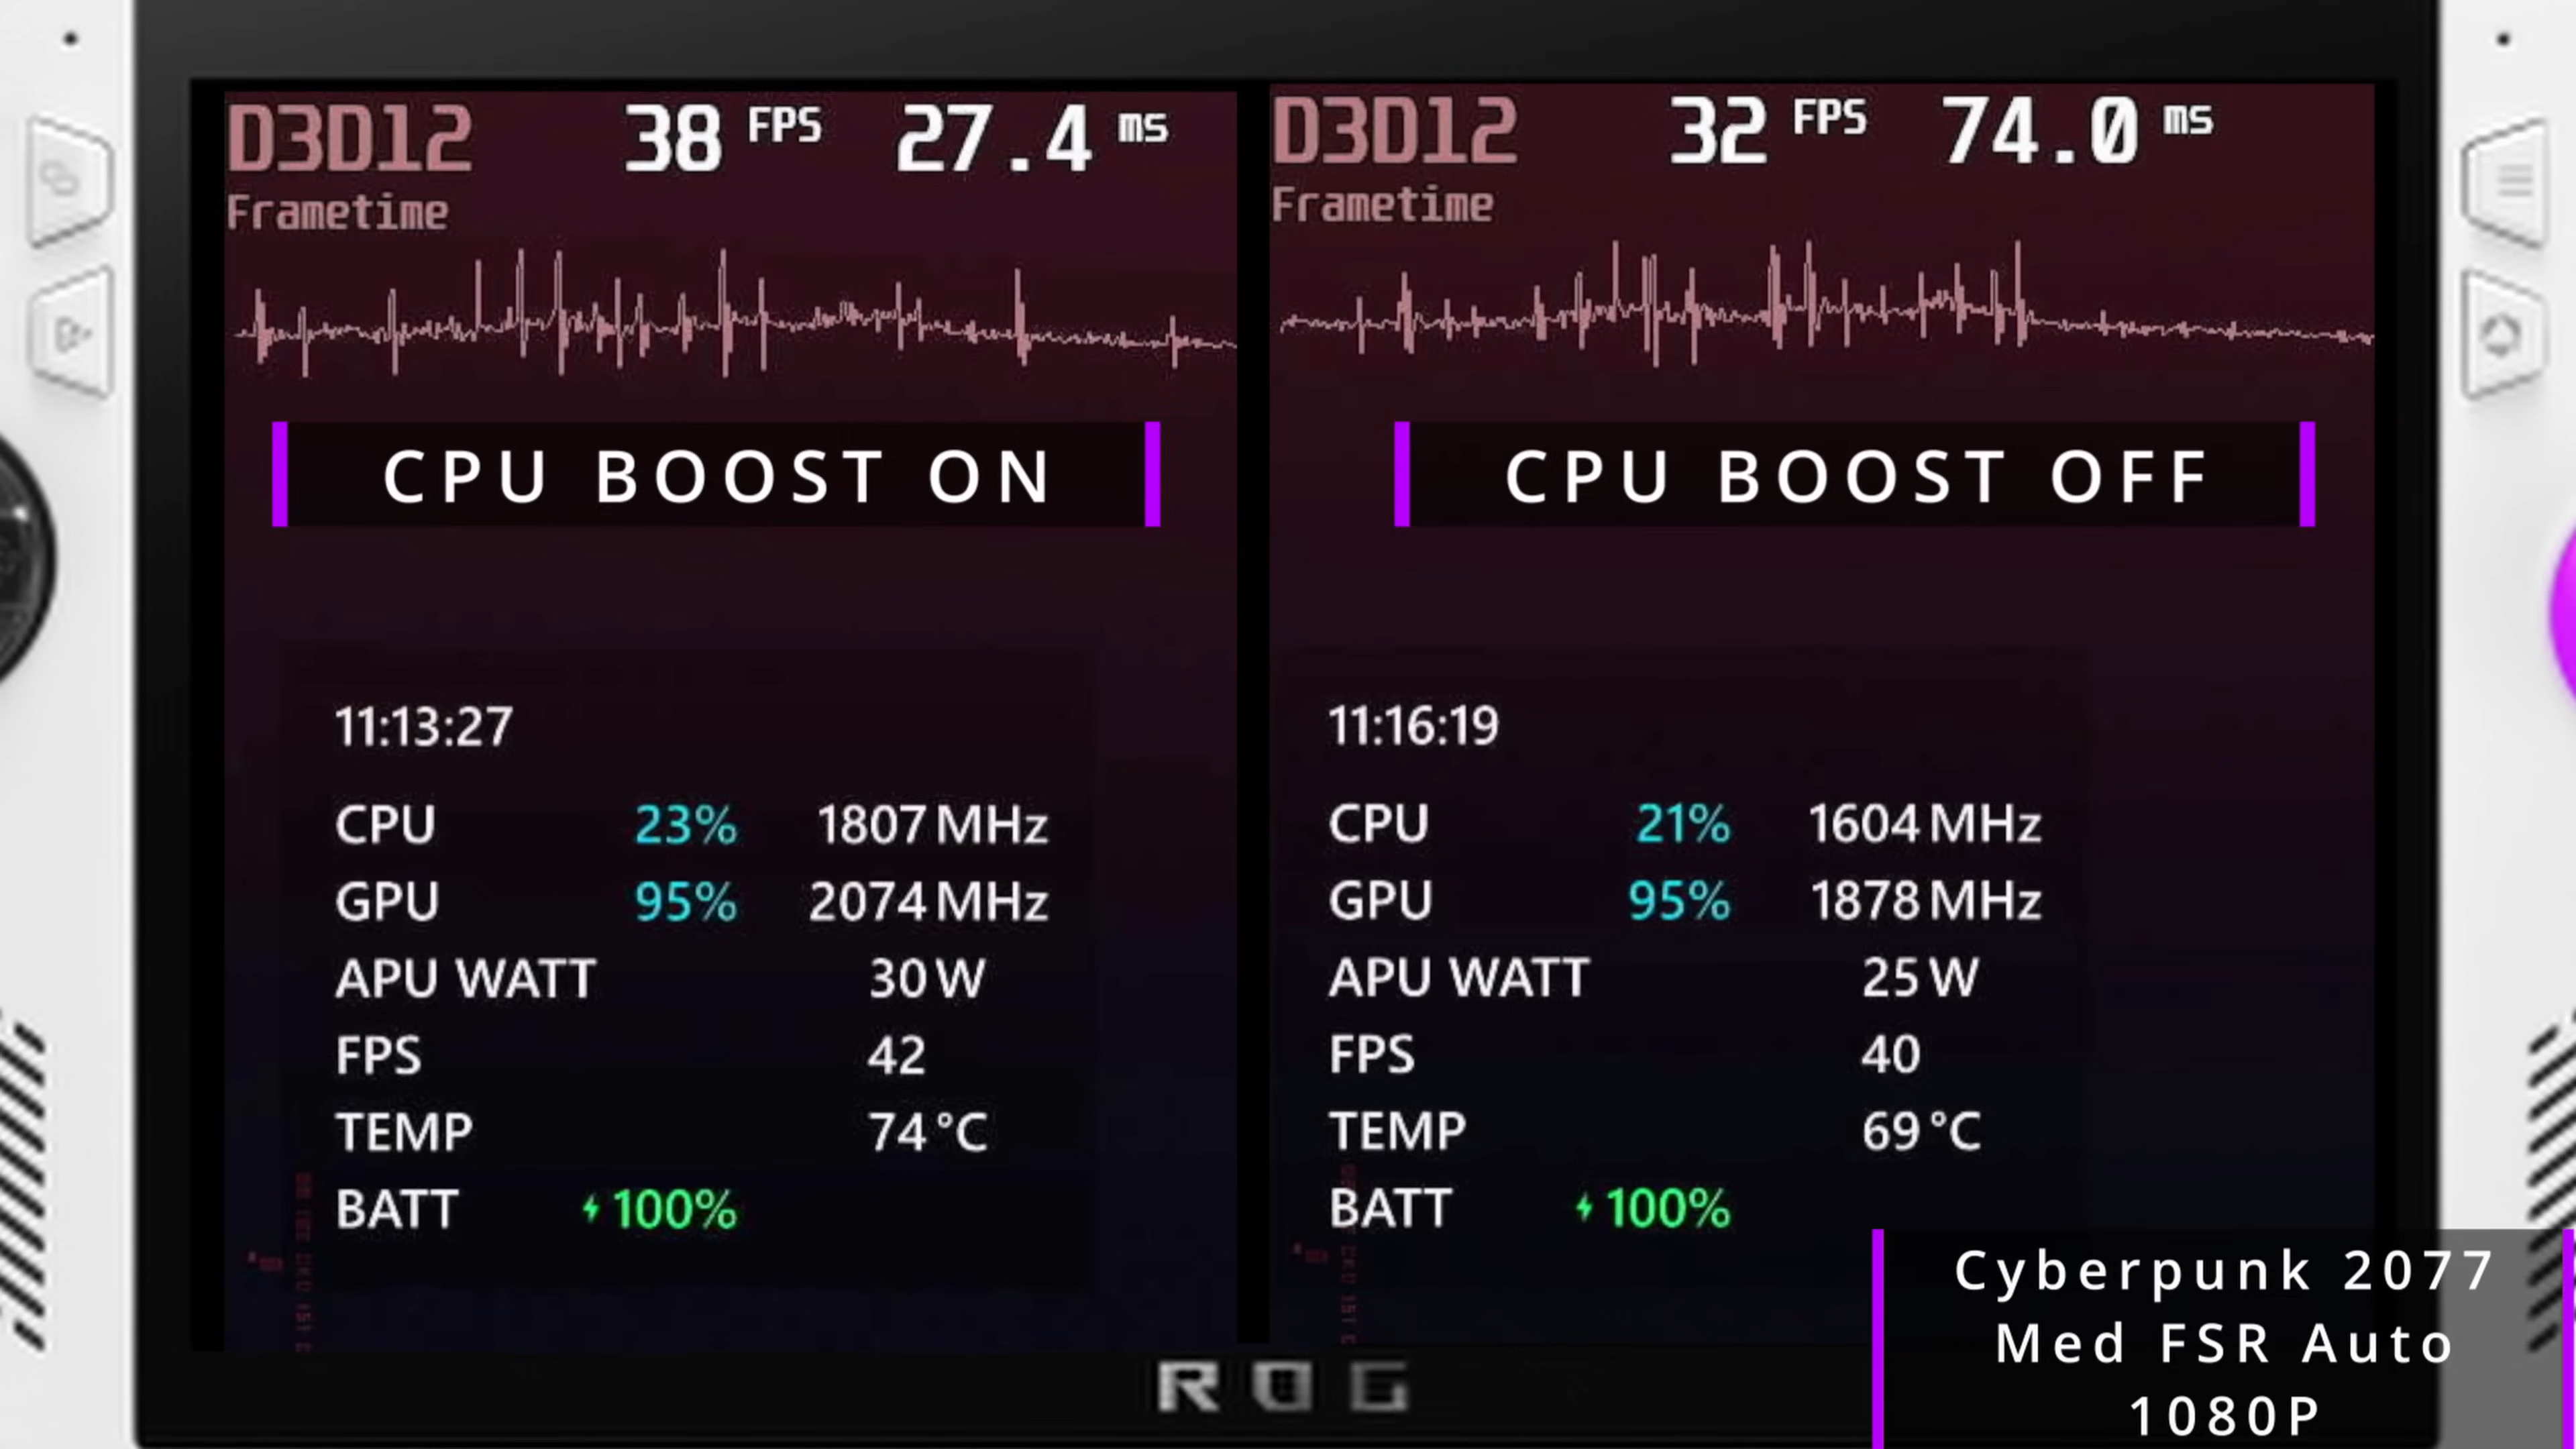 D3D12 38 FPS 27.4 ms
Frametime
CPU BOOST ON
11:13:27
CPU 23% 1807 MHz
GPU 95% 2074 MHz
APU WATT 30 W
FPS 42
TEMP 74 °C
BATT 100%
D3D12 32 FPS 74.0 ms
Frametime
CPU BOOST OFF
11:16:19
CPU 21% 1604 MHz
GPU 95% 1878 MHz
APU WATT 25 W
FPS 40
TEMP 69 °C
BATT 100%
ROG
Cyberpunk 2077
Med FSR Auto
1080P